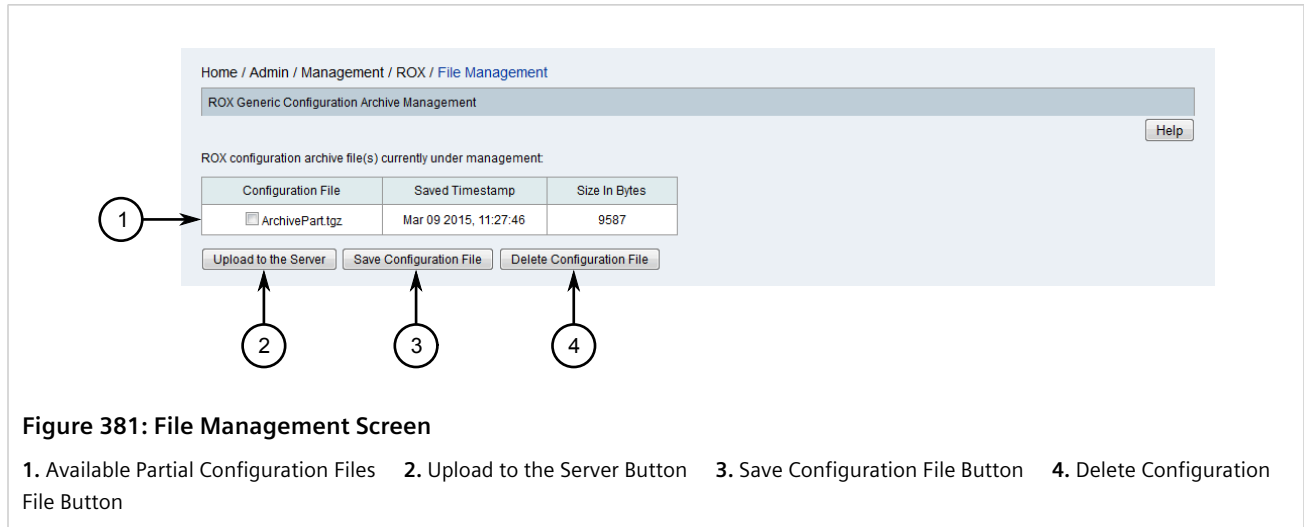 Home / Admin / Management / ROX / File Management
ROX Generic Configuration Archive Management
Help
ROX configuration archive file(s) currently under management:
Configuration File Saved Timestamp Size In Bytes
1 ArchivePart.tgz Mar 09 2015, 11:27:46 9587
Upload to the Server Save Configuration File Delete Configuration File
2 3 4
Figure 381: File Management Screen
1. Available Partial Configuration Files 2. Upload to the Server Button 3. Save Configuration File Button 4. Delete Configuration
File Button